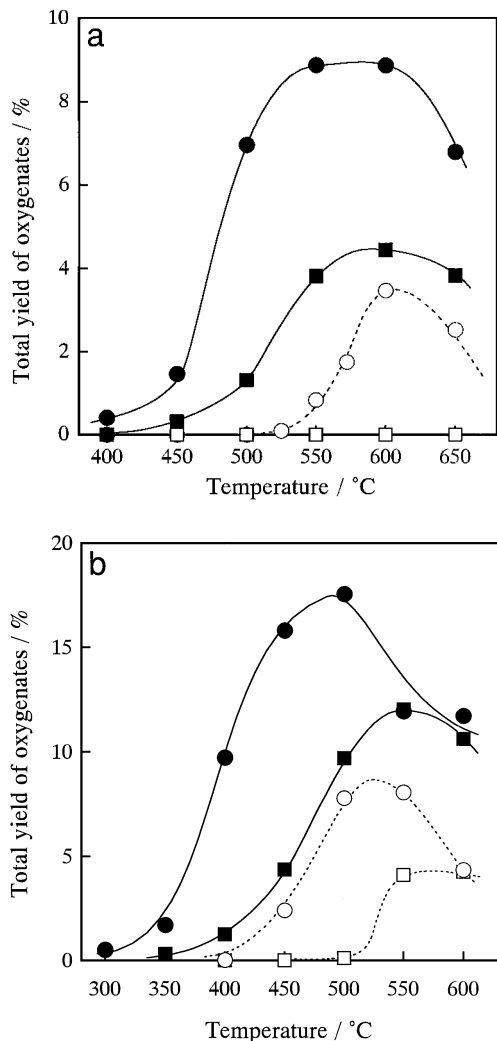 a
10
8
6
4
2
0
400 450 500 550 600 650
Temperature / °C
Total yield of oxygenates / %
b
20
15
10
5
0
300 350 400 450 500 550 600
Temperature / °C
Total yield of oxygenates / %